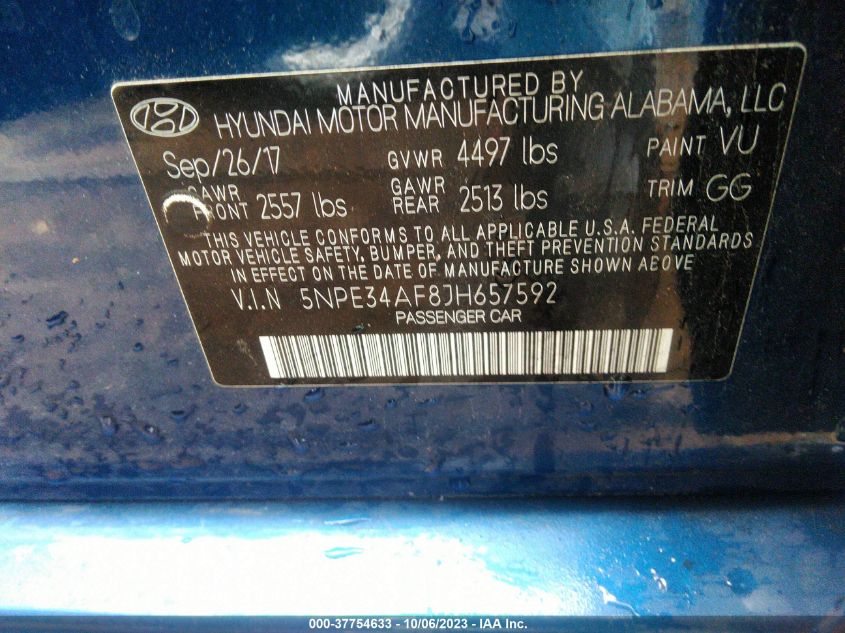 MANUFACTURED BY
HYUNDAI MOTOR MANUFACTURING ALABAMA, LLC
Sep/26/17 GVWR 4497 lbs PAINT VU
GAWR FRONT 2557 lbs GAWR REAR 2513 lbs TRIM GG
THIS VEHICLE CONFORMS TO ALL APPLICABLE U.S.A. FEDERAL
MOTOR VEHICLE SAFETY, BUMPER, AND THEFT PREVENTION STANDARDS
IN EFFECT ON THE DATE OF MANUFACTURE SHOWN ABOVE
V.I.N 5NPE34AF8JH657592
PASSENGER CAR
000-37754633 - 10/06/2023 - IAA Inc.